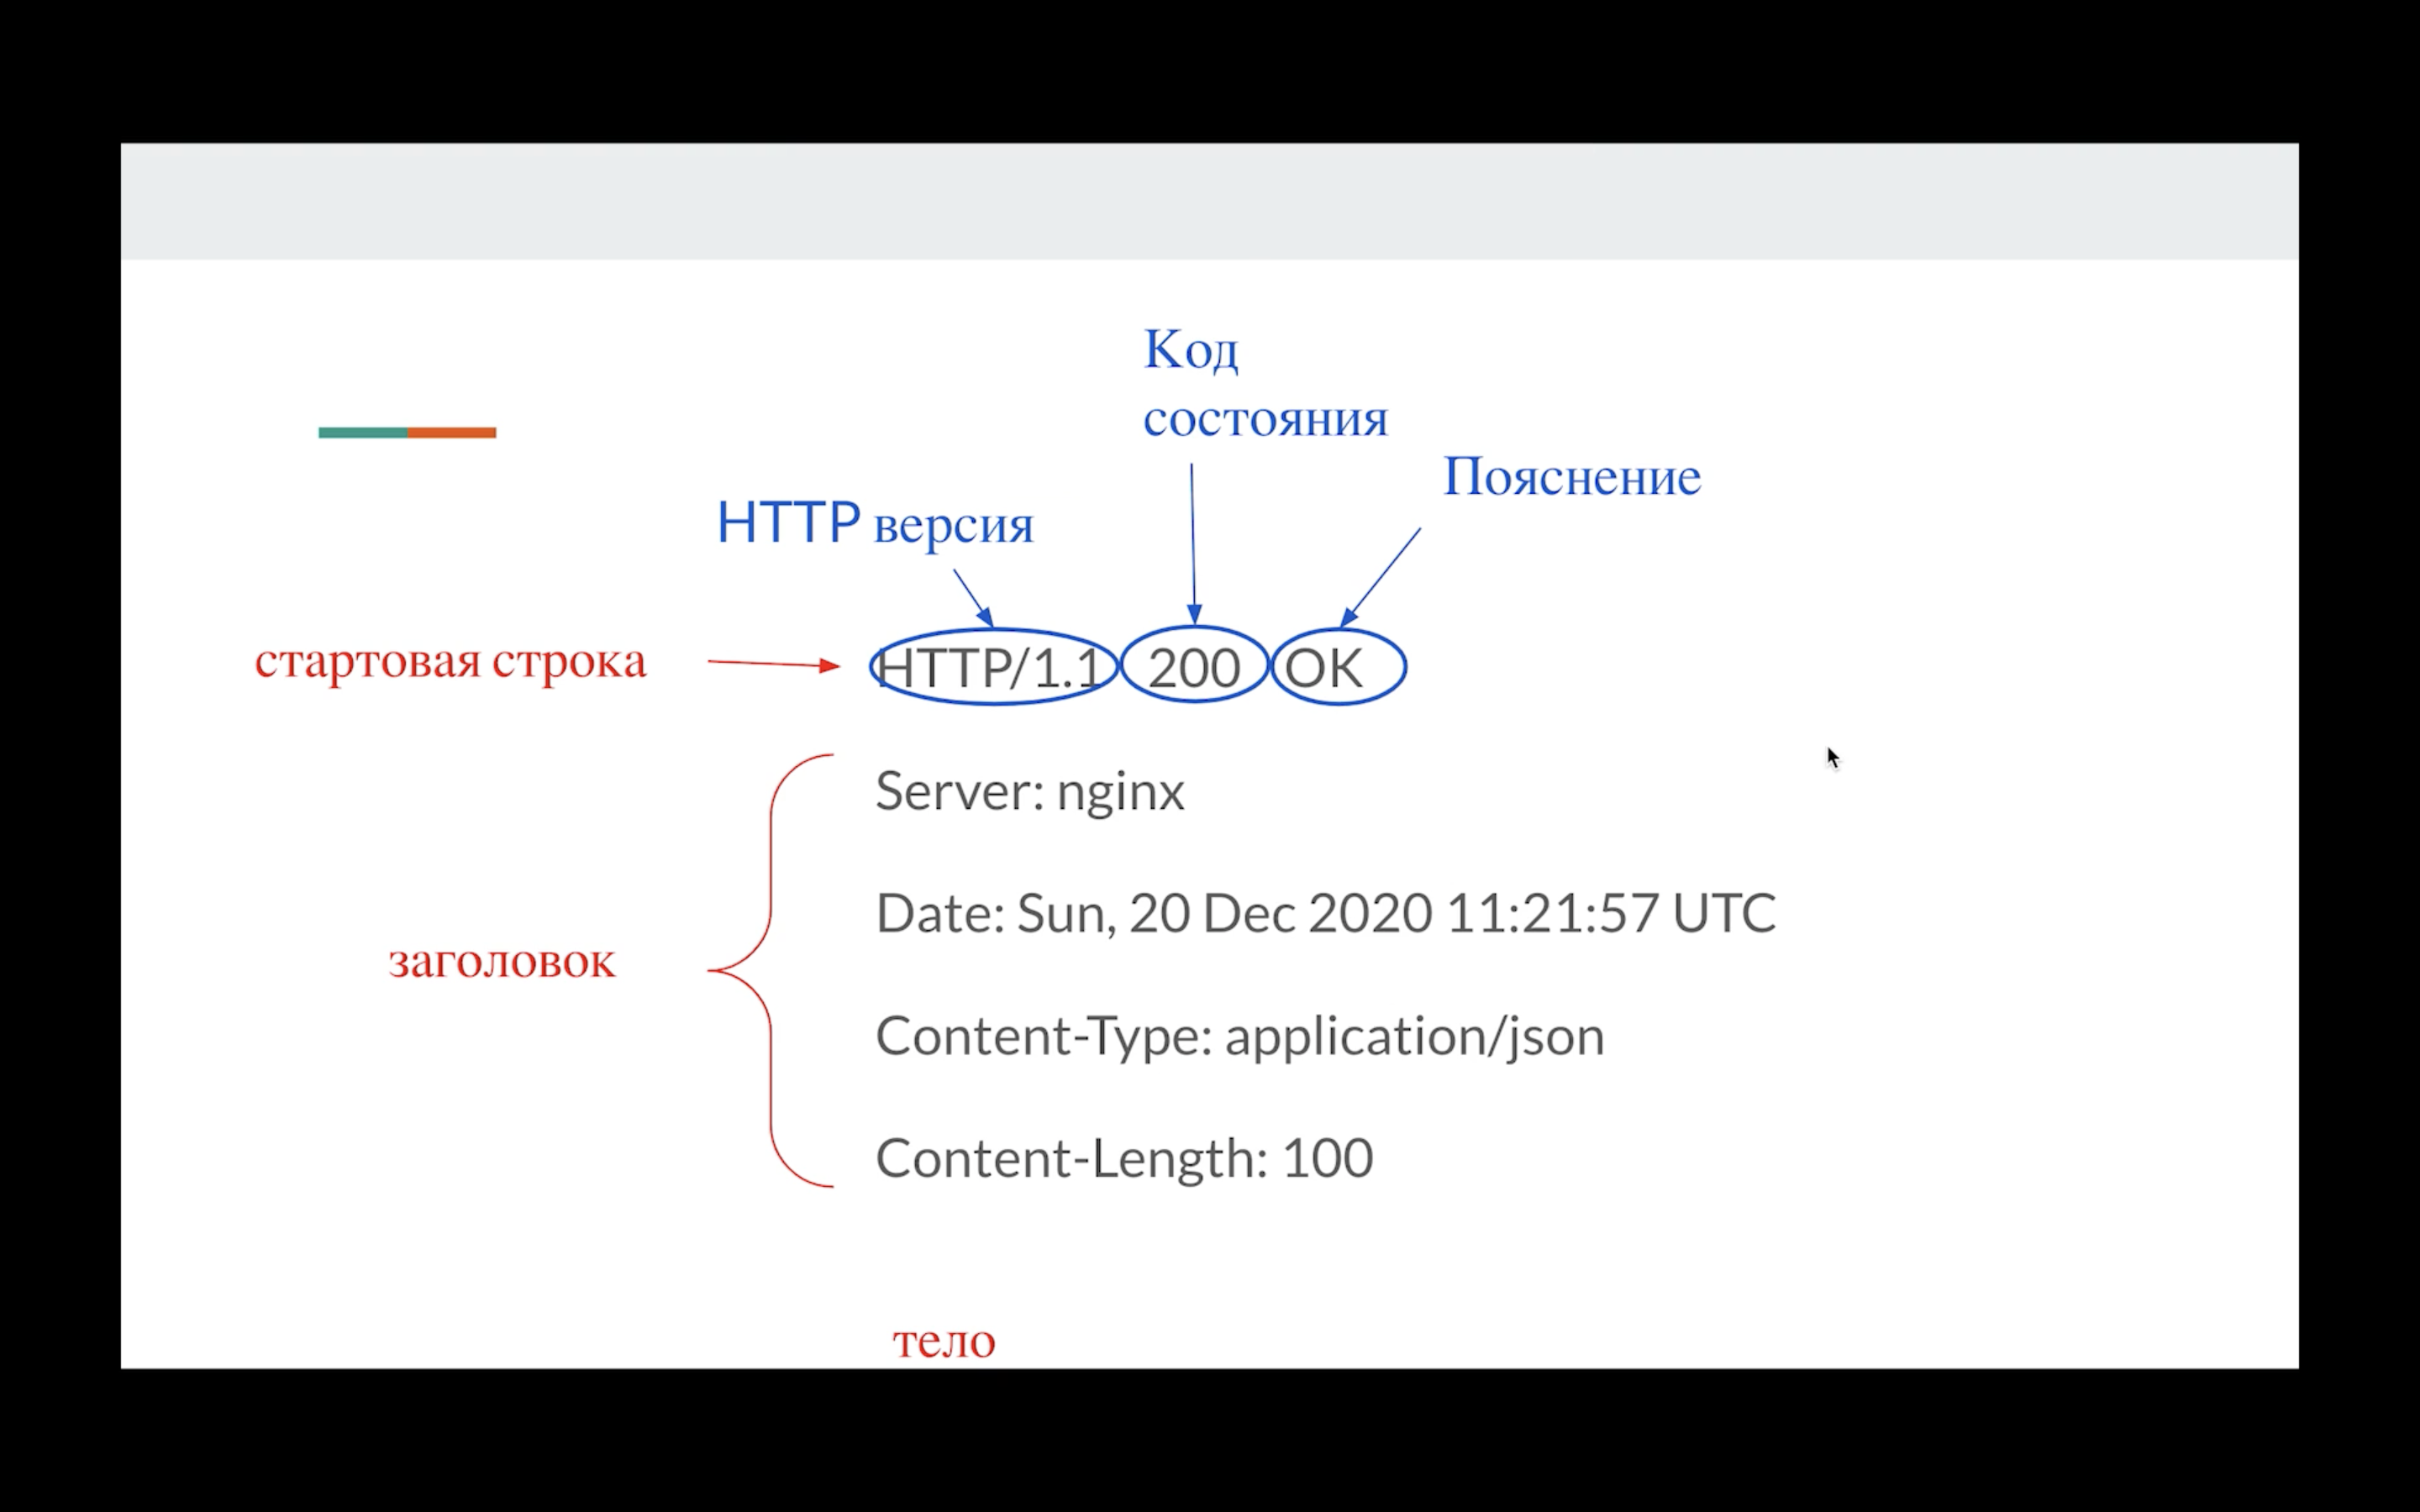 Код
состояния
Пояснение
HTTP версия
стартовая строка
HTTP/1.1 200 OK
Server: nginx
Date: Sun, 20 Dec 2020 11:21:57 UTC
заголовок
Content-Type: application/json
Content-Length: 100
тело